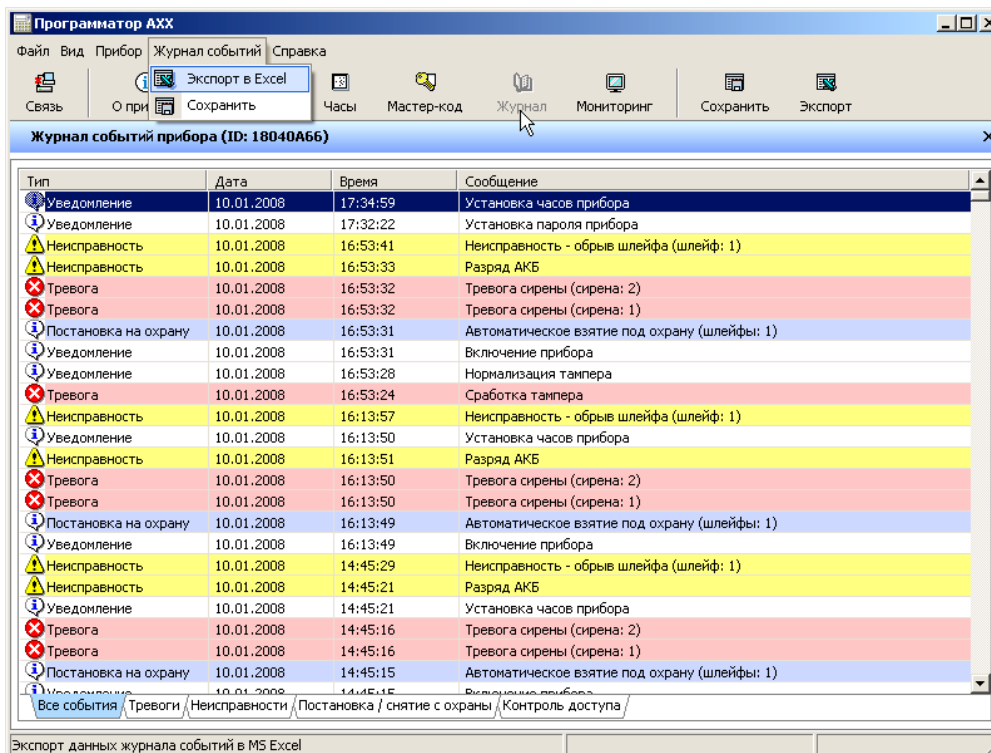 Программатор AXX
Файл Вид Прибор Журнал событий Справка
Экспорт в Excel
Сохранить
Связь О при Часы Мастер-код Журнал Мониторинг Сохранить Экспорт
Журнал событий прибора (ID: 18040A66)
Тип Дата Время Сообщение
Уведомление 10.01.2008 17:34:59 Установка часов прибора
Уведомление 10.01.2008 17:32:22 Установка пароля прибора
Неисправность 10.01.2008 16:53:41 Неисправность - обрыв шлейфа (шлейф: 1)
Неисправность 10.01.2008 16:53:33 Разряд АКБ
Тревога 10.01.2008 16:53:32 Тревога сирены (сирена: 2)
Тревога 10.01.2008 16:53:32 Тревога сирены (сирена: 1)
Постановка на охрану 10.01.2008 16:53:31 Автоматическое взятие под охрану (шлейфы: 1)
Уведомление 10.01.2008 16:53:31 Включение прибора
Уведомление 10.01.2008 16:53:28 Нормализация тампера
Тревога 10.01.2008 16:53:24 Сработка тампера
Неисправность 10.01.2008 16:13:57 Неисправность - обрыв шлейфа (шлейф: 1)
Уведомление 10.01.2008 16:13:50 Установка часов прибора
Неисправность 10.01.2008 16:13:51 Разряд АКБ
Тревога 10.01.2008 16:13:50 Тревога сирены (сирена: 2)
Тревога 10.01.2008 16:13:50 Тревога сирены (сирена: 1)
Постановка на охрану 10.01.2008 16:13:49 Автоматическое взятие под охрану (шлейфы: 1)
Уведомление 10.01.2008 16:13:49 Включение прибора
Неисправность 10.01.2008 14:45:29 Неисправность - обрыв шлейфа (шлейф: 1)
Неисправность 10.01.2008 14:45:21 Разряд АКБ
Уведомление 10.01.2008 14:45:21 Установка часов прибора
Тревога 10.01.2008 14:45:16 Тревога сирены (сирена: 2)
Тревога 10.01.2008 14:45:16 Тревога сирены (сирена: 1)
Постановка на охрану 10.01.2008 14:45:15 Автоматическое взятие под охрану (шлейфы: 1)
Уведомление 10.01.2008 14:45:15 Включение прибора
Все события Тревоги Неисправности Постановка / снятие с охраны Контроль доступа
Экспорт данных журнала событий в MS Excel